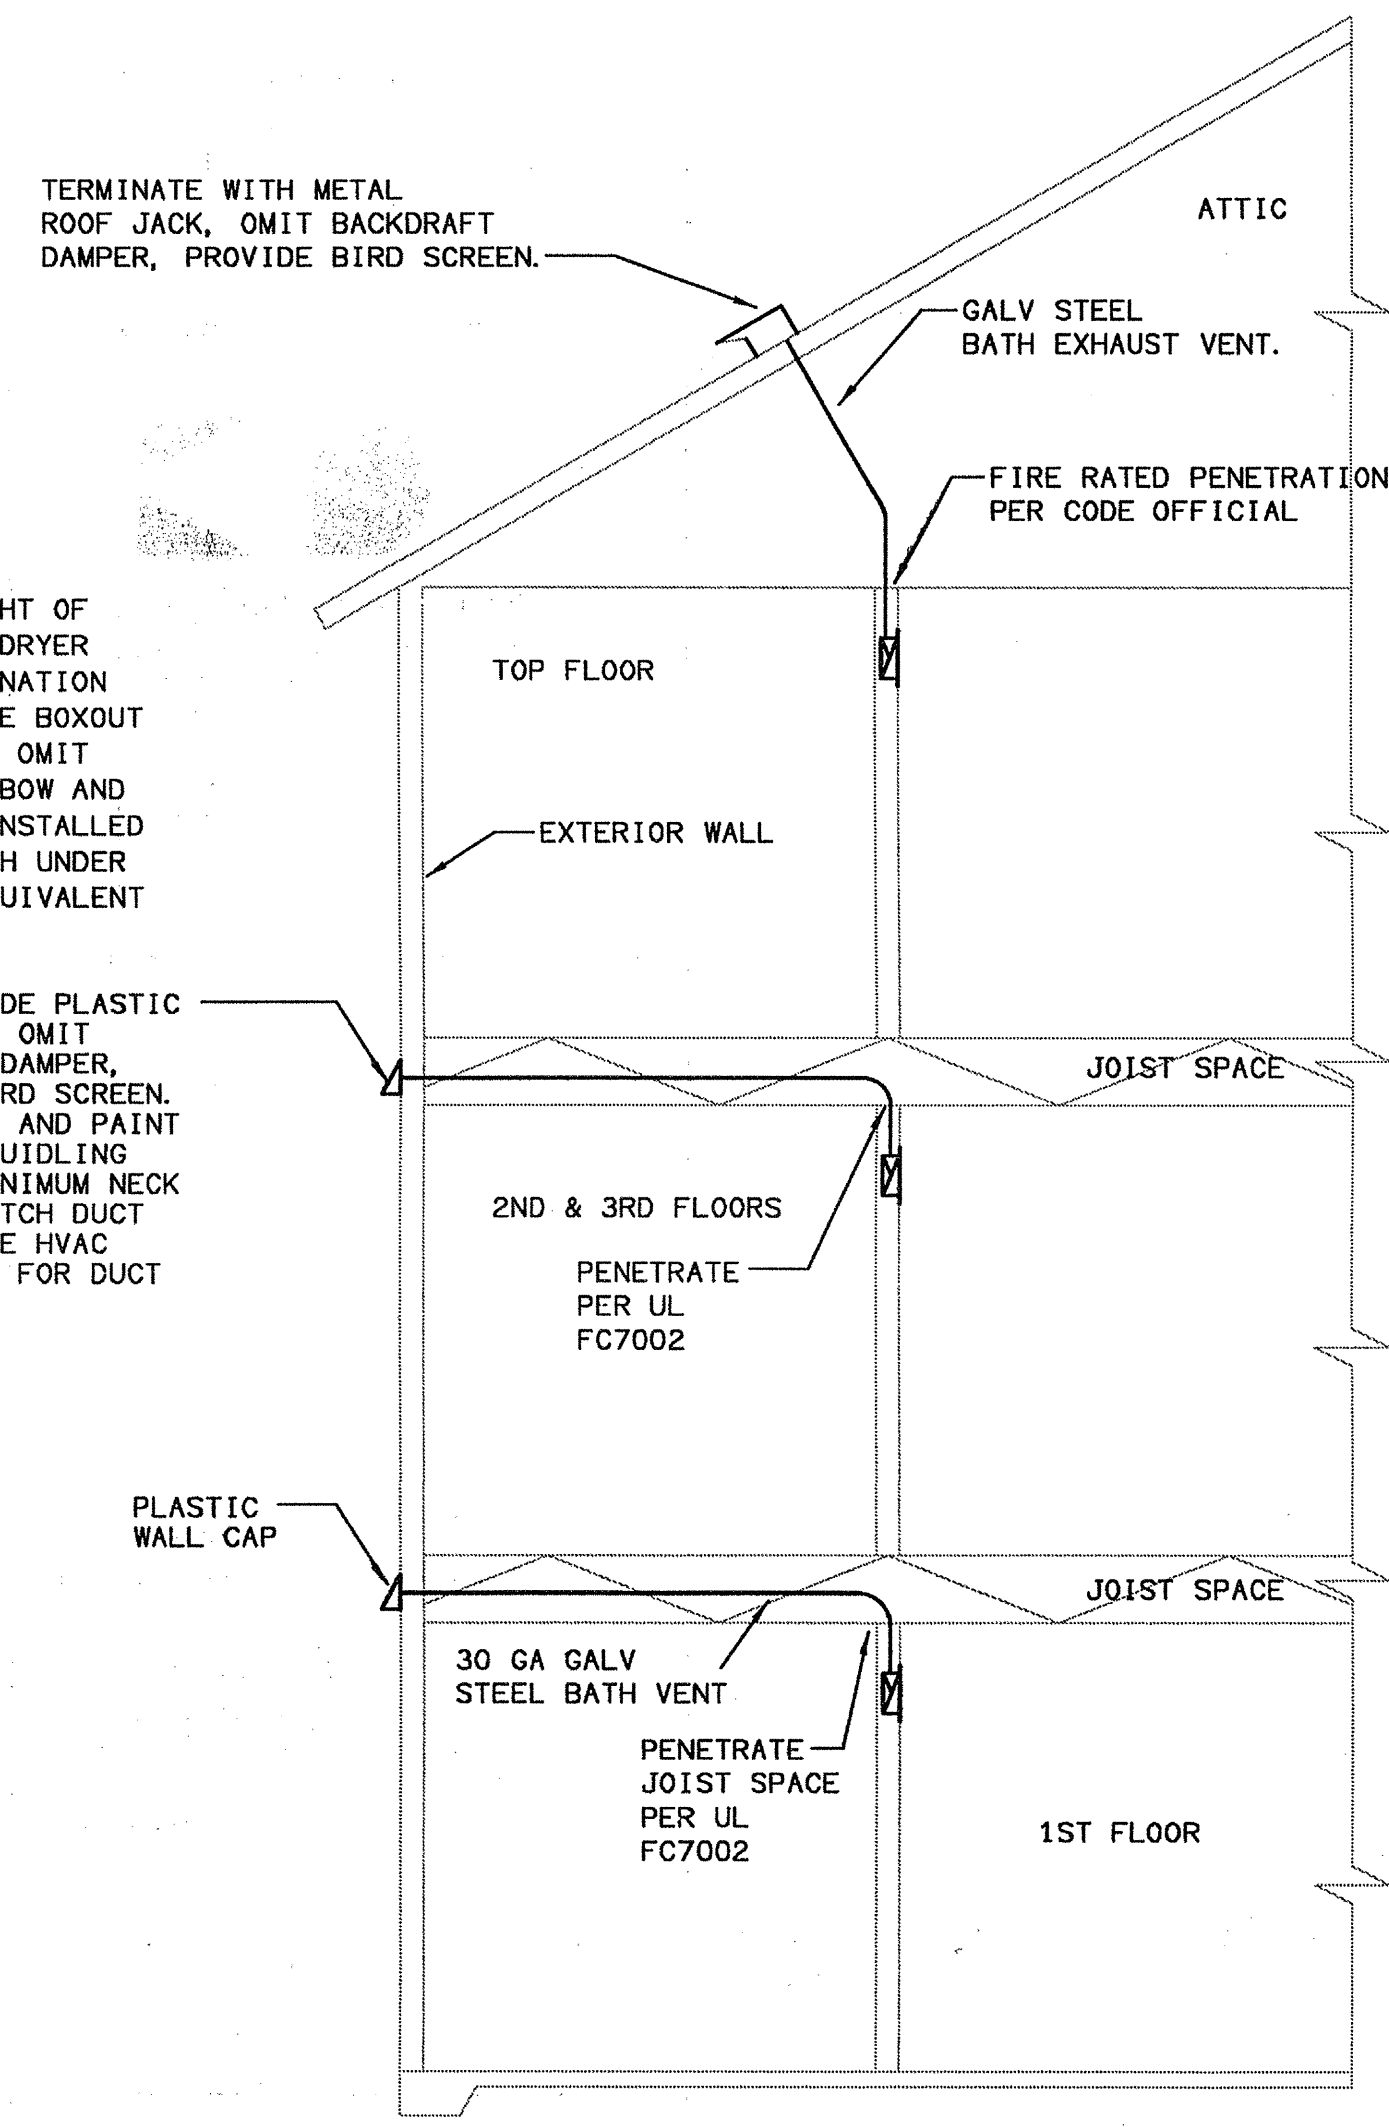 TERMINATE WITH METAL
ROOF JACK, OMIT BACKDRAFT
DAMPER, PROVIDE BIRD SCREEN.
ATTIC
GALV STEEL
BATH EXHAUST VENT.
FIRE RATED PENETRATION
PER CODE OFFICIAL
HT OF
DRYER
NATION
E BOXOUT
OMIT
BOW AND
NSTALLED
H UNDER
UIVALENT
TOP FLOOR
EXTERIOR WALL
DE PLASTIC
OMIT
DAMPER,
RD SCREEN.
AND PAINT
UIDLING
NIMUM NECK
TCH DUCT
E HVAC
FOR DUCT
JOIST SPACE
2ND & 3RD FLOORS
PENETRATE
PER UL
FC7002
PLASTIC
WALL CAP
JOIST SPACE
30 GA GALV
STEEL BATH VENT
PENETRATE
JOIST SPACE
PER UL
FC7002
1ST FLOOR